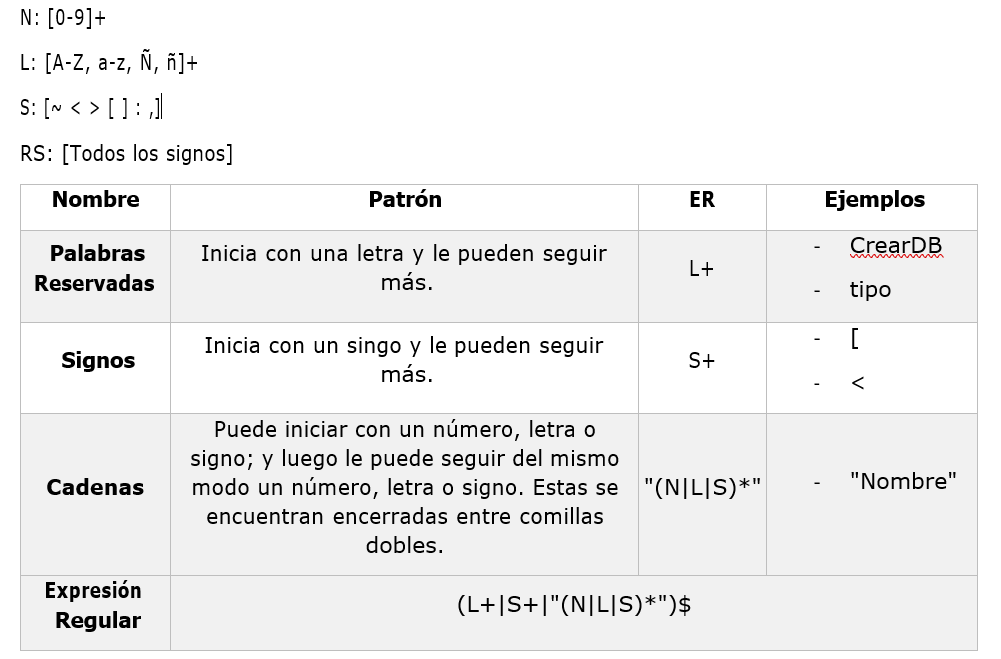 N: [0-9]+
L: [A-Z, a-z, Ñ, ñ]+
S: [~ < > [ ] : ,]
RS: [Todos los signos]
Nombre Patrón ER Ejemplos
Palabras Reservadas
Inicia con una letra y le pueden seguir
más.
L+
- CrearDB
- tipo
Signos
Inicia con un singo y le pueden seguir
más.
S+
- [
- <
Cadenas
Puede iniciar con un número, letra o
signo; y luego le puede seguir del mismo
modo un número, letra o signo. Estas se
encuentran encerradas entre comillas
dobles.
"(N|L|S)*"
- "Nombre"
Expresión
Regular
(L+|S+|"(N|L|S)*")$